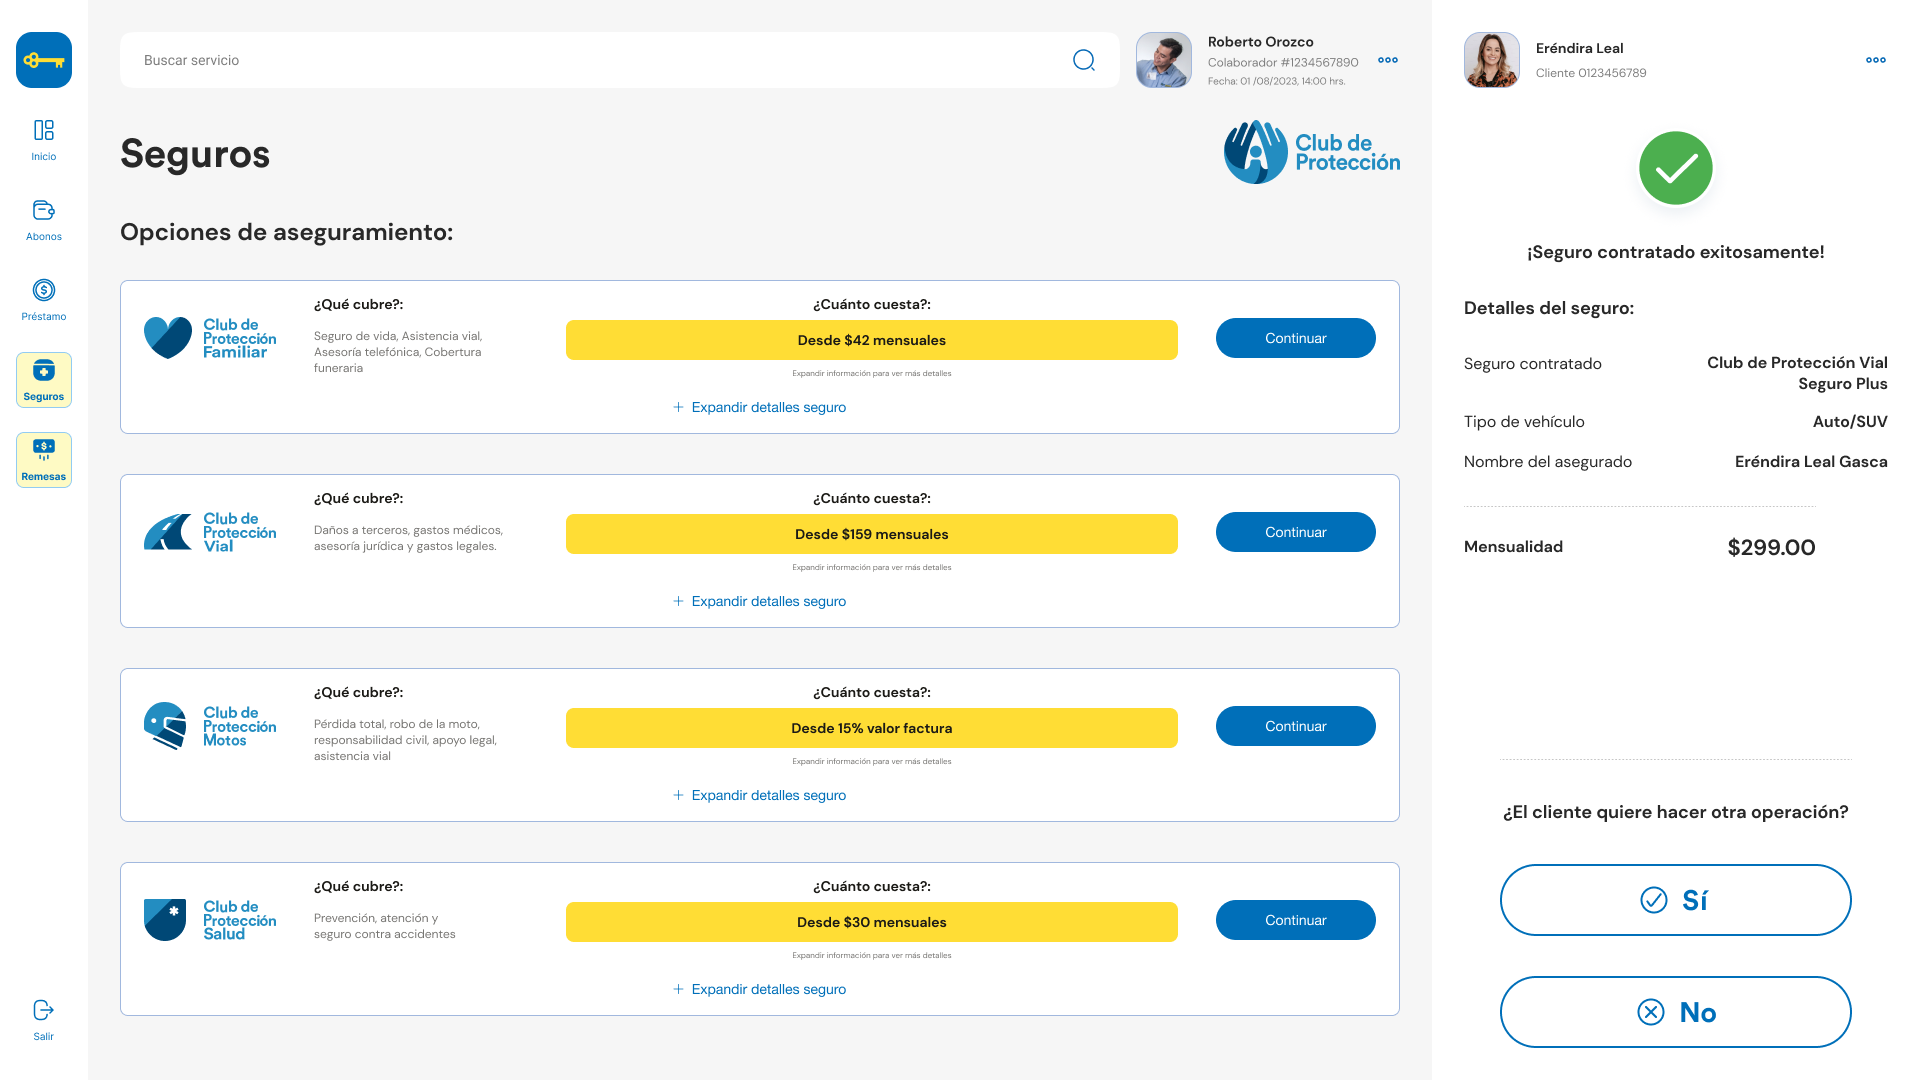 Inicio
Abonos
Préstamo
Seguros
Remesas
Salir
Buscar servicio
Roberto Orozco
Colaborador #1234567890
Fecha: 01 /08/2023, 14:00 hrs.
Seguros
Club de
Protección
Opciones de aseguramiento:
Club de
Protección
Familiar
¿Qué cubre?:
Seguro de vida, Asistencia vial,
Asesoría telefónica, Cobertura
funeraria
¿Cuánto cuesta?:
Desde $42 mensuales
Expandir información para ver más detalles
Continuar
+ Expandir detalles seguro
Club de
Protección
Vial
¿Qué cubre?:
Daños a terceros, gastos médicos,
asesoría jurídica y gastos legales.
¿Cuánto cuesta?:
Desde $159 mensuales
Expandir información para ver más detalles
Continuar
+ Expandir detalles seguro
Club de
Protección
Motos
¿Qué cubre?:
Pérdida total, robo de la moto,
responsabilidad civil, apoyo legal,
asistencia vial
¿Cuánto cuesta?:
Desde 15% valor factura
Expandir información para ver más detalles
Continuar
+ Expandir detalles seguro
Club de
Protección
Salud
¿Qué cubre?:
Prevención, atención y
seguro contra accidentes
¿Cuánto cuesta?:
Desde $30 mensuales
Expandir información para ver más detalles
Continuar
+ Expandir detalles seguro
Eréndira Leal
Cliente 0123456789
¡Seguro contratado exitosamente!
Detalles del seguro:
Seguro contratado
Club de Protección Vial
Seguro Plus
Tipo de vehículo
Auto/SUV
Nombre del asegurado
Eréndira Leal Gasca
Mensualidad
$299.00
¿El cliente quiere hacer otra operación?
Sí
No